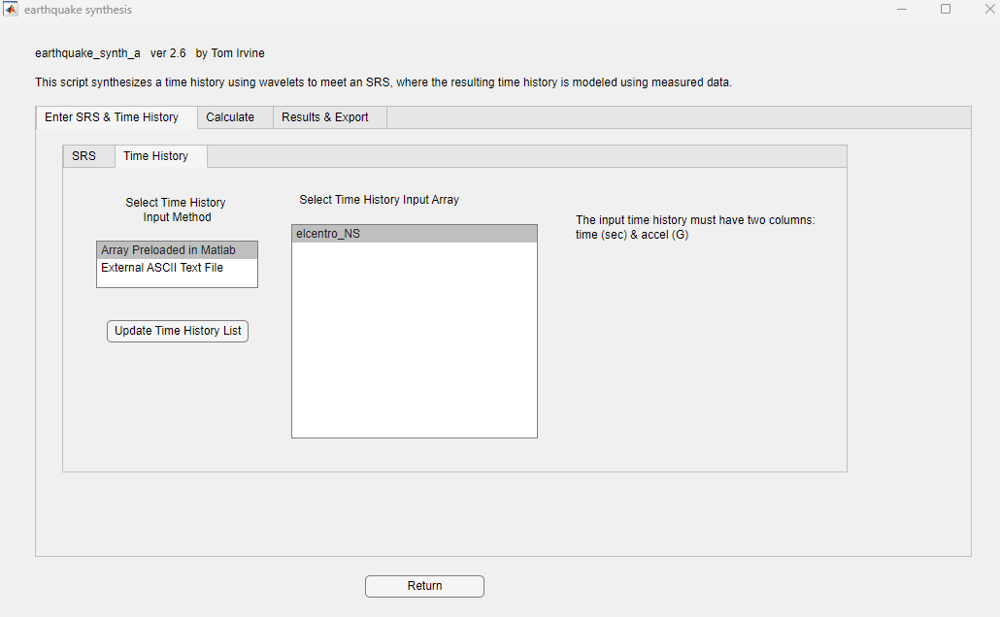 earthquake synthesis
earthquake_synth_a   ver 2.6   by Tom Irvine
This script synthesizes a time history using wavelets to meet an SRS, where the resulting time history is modeled using measured data.
Enter SRS & Time History
Calculate
Results & Export
SRS
Time History
Select Time History
Input Method
Array Preloaded in Matlab
External ASCII Text File
Update Time History List
Select Time History Input Array
elcentro_NS
The input time history must have two columns:
time (sec) & accel (G)
Return